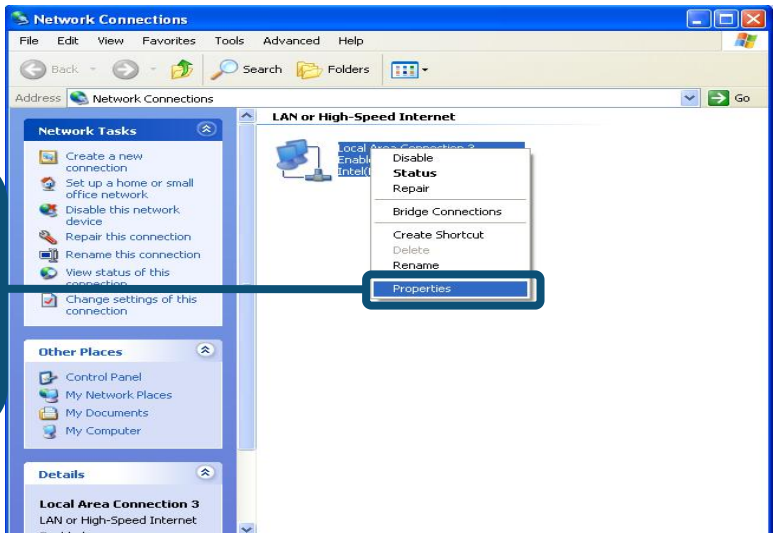 Network Connections
File Edit View Favorites Tools Advanced Help
Back Search Folders
Address Network Connections Go
Network Tasks
Create a new
connection
Set up a home or small
office network
Disable this network
device
Repair this connection
Rename this connection
View status of this
connection
Change settings of this
connection
Other Places
Control Panel
My Network Places
My Documents
My Computer
Details
Local Area Connection 3
LAN or High-Speed Internet
LAN or High-Speed Internet
Local Area Connection 3
Disable
Status
Repair
Bridge Connections
Create Shortcut
Delete
Rename
Properties